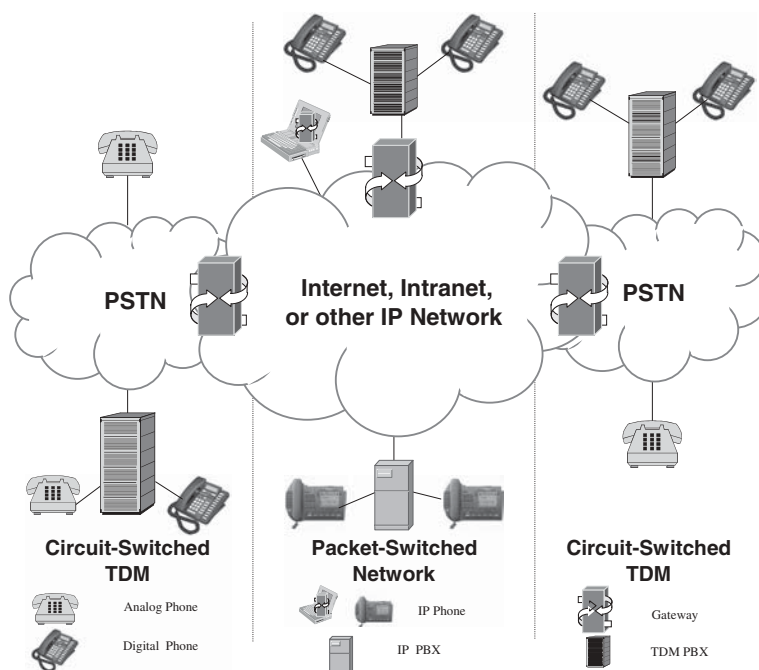 PSTN
Internet, Intranet,
or other IP Network
PSTN
Circuit-Switched
TDM
Packet-Switched
Network
Circuit-Switched
TDM
Analog Phone
Digital Phone
IP Phone
IP PBX
Gateway
TDM PBX